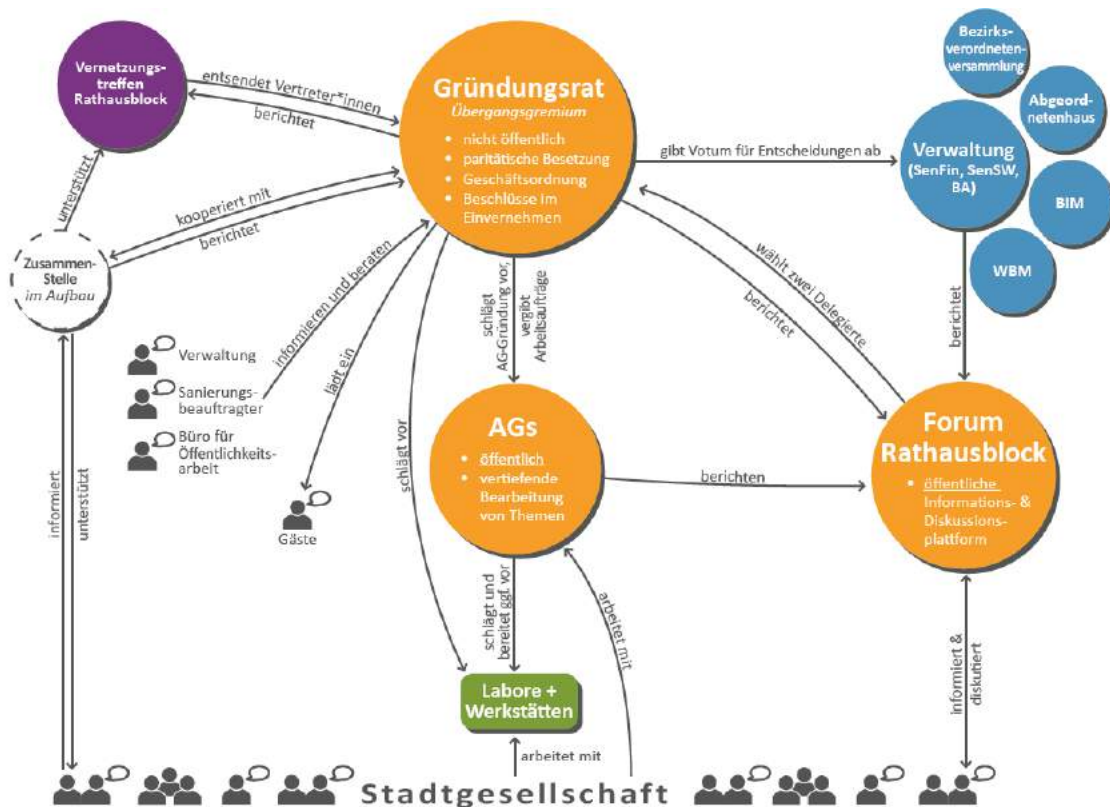 Vernetzungs-
treffen
Rathausblock
entsendet Vertreter*innen
berichtet
Gründungsrat
Übergangsgremium
• nicht öffentlich
• paritätische Besetzung
• Geschäftsordnung
• Beschlüsse im
Einvernehmen
gibt Votum für Entscheidungen ab
Bezirks-
verordneten-
versammlung
Abgeord-
netenhaus
Verwaltung
(SenFin, SenSW,
BA)
BIM
WBM
unterstützt
kooperiert mit
berichtet
Zusammen-
Stelle
im Aufbau
informieren und beraten
lädt ein
schlägt vor
schlägt
AG-Gründung vor,
vergibt
Arbeitsaufträge
wählt zwei Delegierte
berichtet
berichtet
Verwaltung
Sanierungs-
beauftragter
Büro für
Öffentlichkeits-
arbeit
Gäste
AGs
• öffentlich
• vertiefende
Bearbeitung
von Themen
berichten
Forum
Rathausblock
• öffentliche
Informations- &
Diskussions-
plattform
informiert
unterstützt
schlägt und
bereitet ggf. vor
arbeitet mit
informiert &
diskutiert
Labore +
Werkstätten
arbeitet mit
Stadtgesellschaft